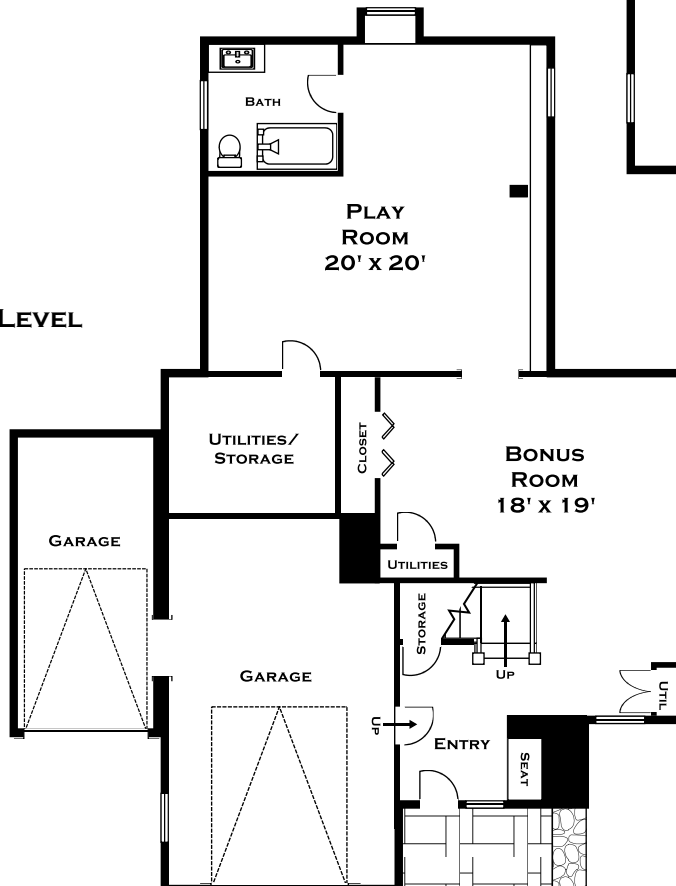 BATH
PLAY
ROOM
20' X 20'
LEVEL
UTILITIES/
STORAGE
CLOSET
BONUS
ROOM
18' X 19'
GARAGE
UTILITIES
STORAGE
UP
GARAGE
UTIL
UP
ENTRY
SEAT